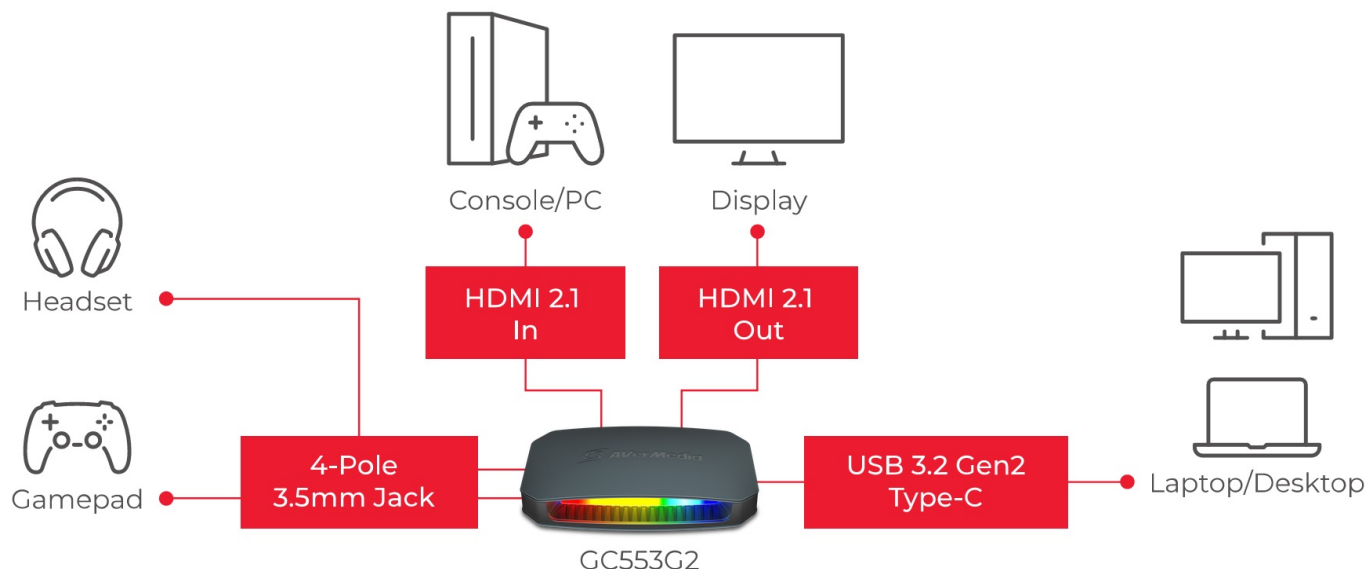 Console/PC
Display
Headset
HDMI 2.1
In
HDMI 2.1
Out
Gamepad
4-Pole
3.5mm Jack
AVerMedia
USB 3.2 Gen2
Type-C
Laptop/Desktop
GC553G2